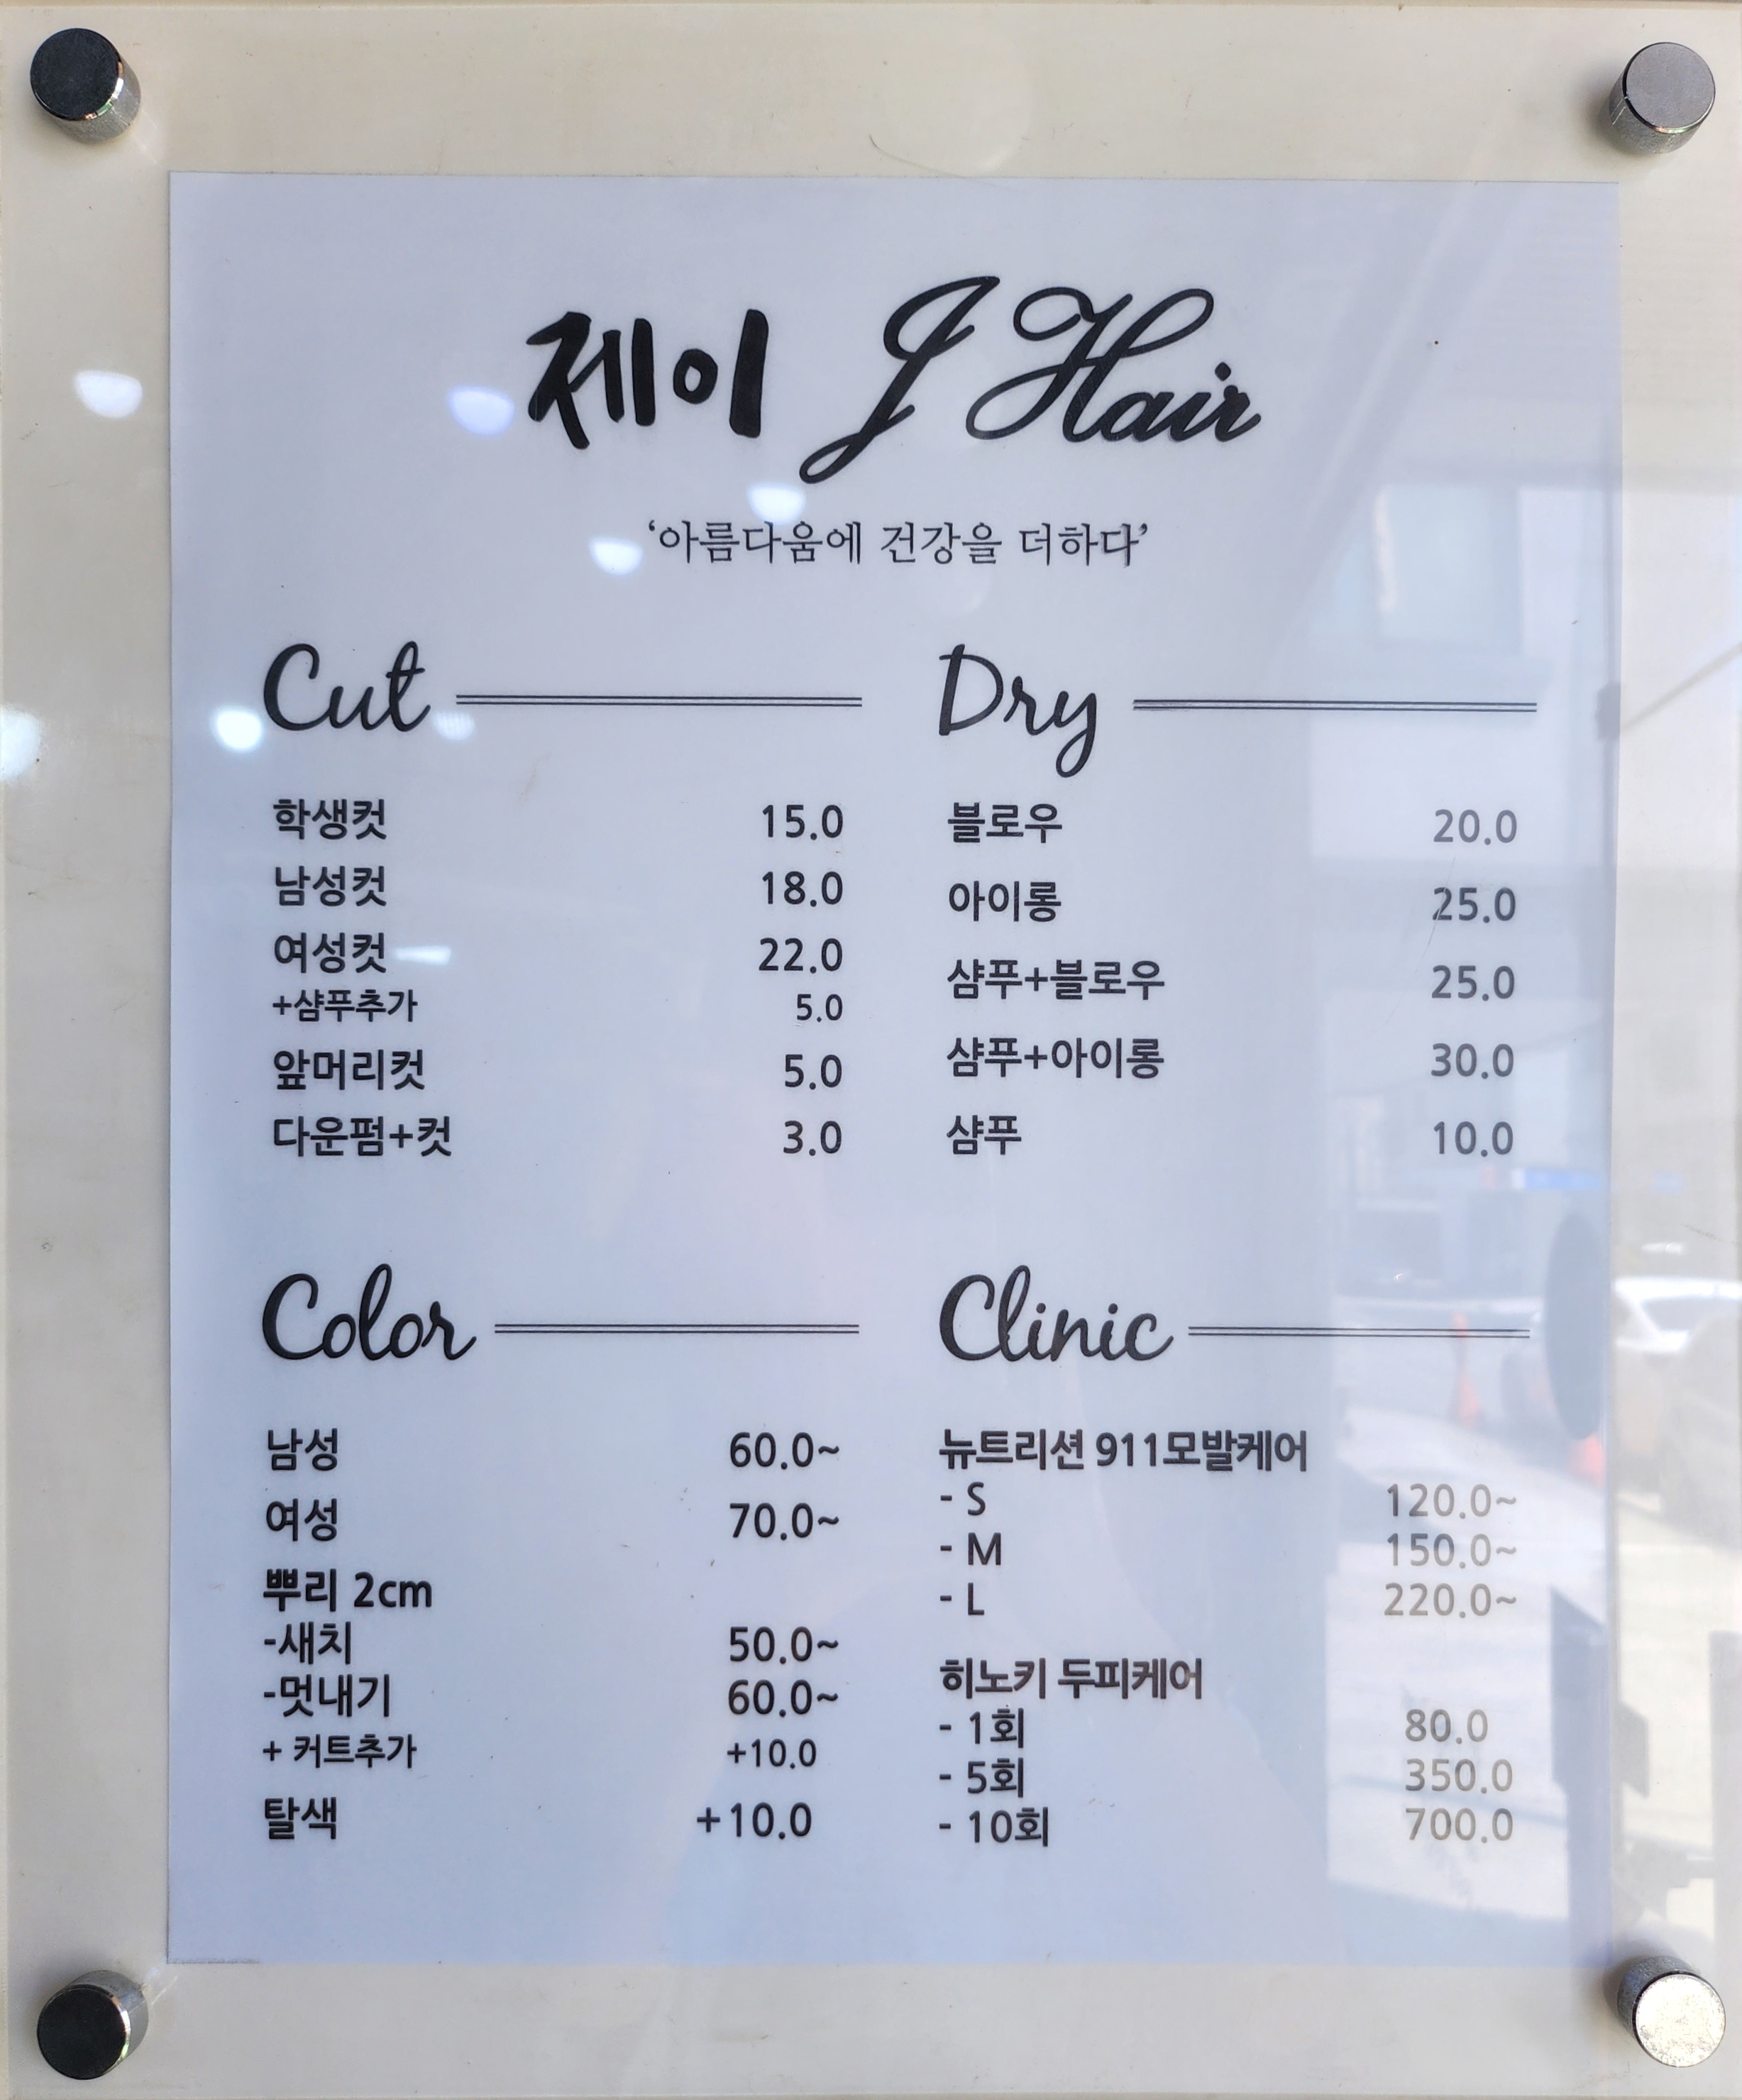 제이 J Hair
‘아름다움에 건강을 더하다’
Cut
학생컷 15.0
남성컷 18.0
여성컷 22.0
+샴푸추가 5.0
앞머리컷 5.0
다운펌+컷 3.0
Dry
블로우 20.0
아이롱 25.0
샴푸+블로우 25.0
샴푸+아이롱 30.0
샴푸 10.0
Color
남성 60.0~
여성 70.0~
뿌리 2cm
-새치 50.0~
-멋내기 60.0~
+ 커트추가 +10.0
탈색 +10.0
Clinic
뉴트리션 911모발케어
- S 120.0~
- M 150.0~
- L 220.0~
히노키 두피케어
- 1회 80.0
- 5회 350.0
- 10회 700.0